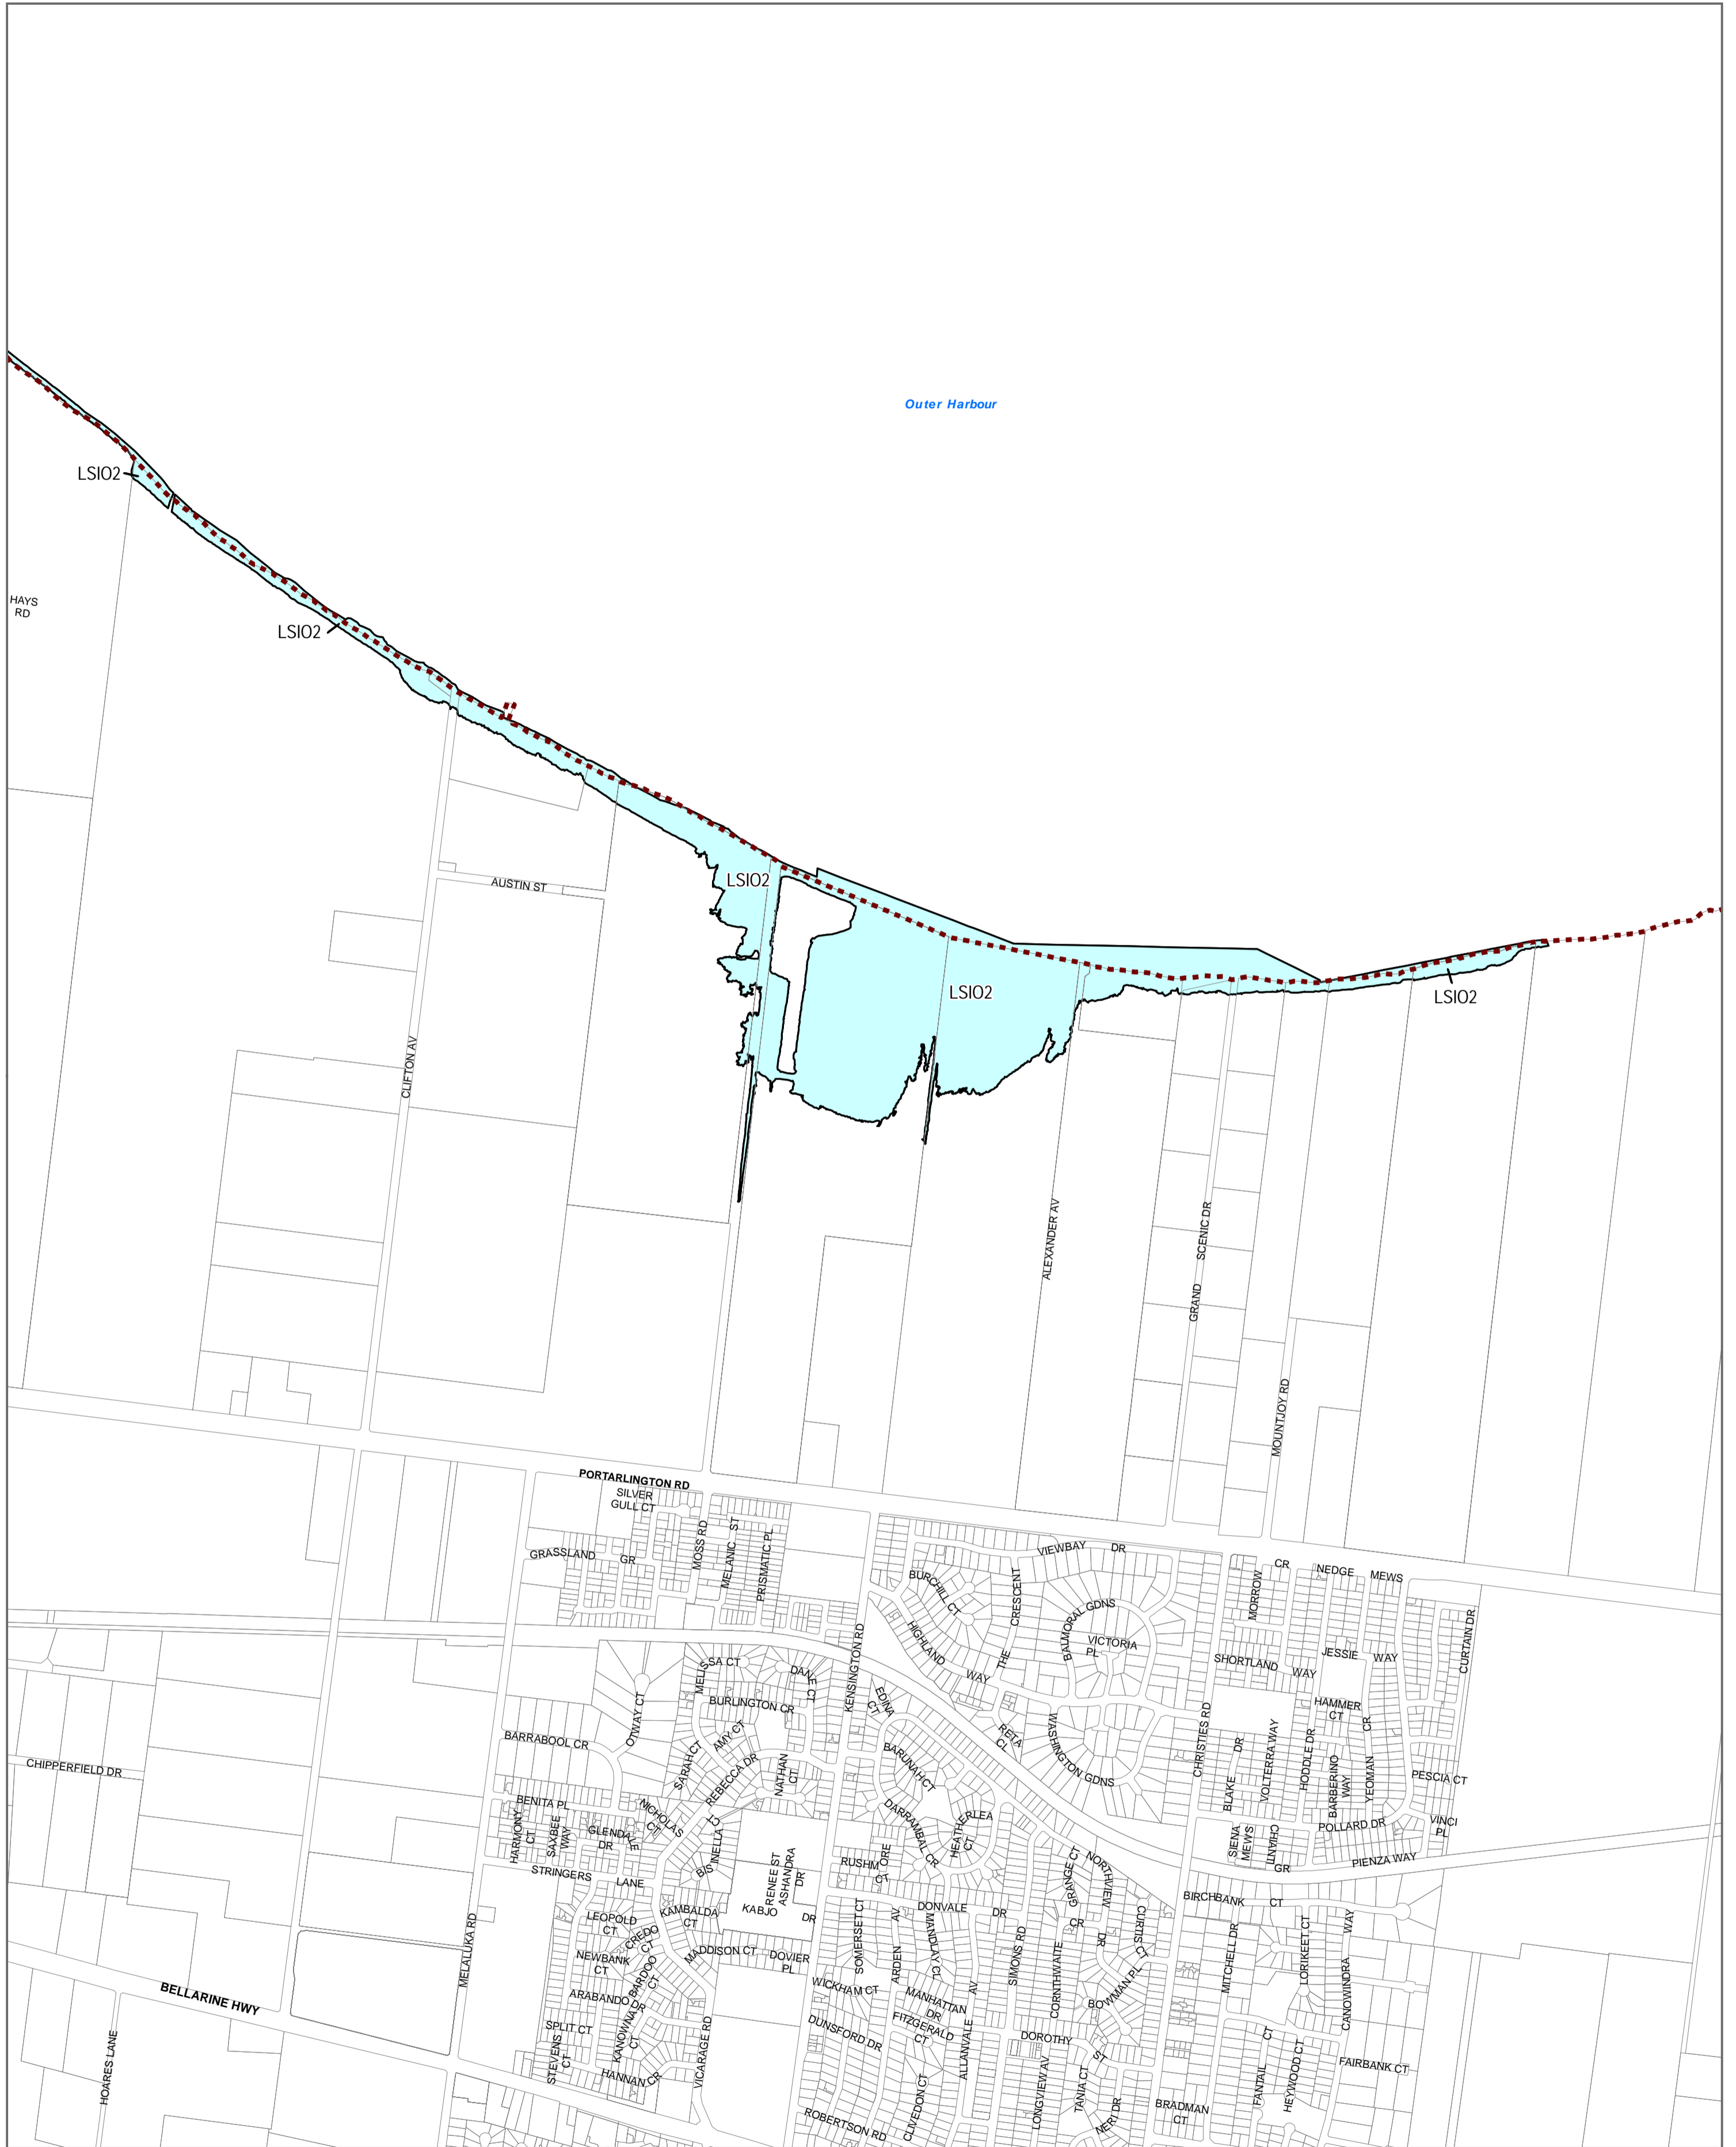 Outer Harbour
LSIO2
HAYS
RD
LSIO2
LSIO2
AUSTIN ST
LSIO2
LSIO2
CLIFTON AV
ALEXANDER AV
GRAND
SCENIC DR
MOUNTJOY RD
PORTARLINGTON RD
SILVER
GULL CT
GRASSLAND
GR
MOSS RD
MELANIC ST
PRISMATIC PL
VIEWBAY DR
BURCHILL CT
THE CRESCENT
HIGHLAND
WAY
BALMORAL GDNS
VICTORIA
PL
MORROW
CR
NEDGE
MEWS
SHORTLAND
WAY
JESSIE
WAY
CURTAIN DR
MELISSA CT
DANLE CT
BURLINGTON CR
KENSINGTON RD
EDINA
CT
RETA
CL
WASHINGTON GDNS
CHRISTIES RD
HAMMER
CT
OTWAY CT
BARRABOOL CR
AMY CT
SARAH CT
REBECCA DR
NATHAN
CT
BARUNAH CT
BLAKE
DR
VOLTERRA WAY
HODDLE DR
BARBERINO
WAY
YEOMAN
CR
PESCIA CT
CHIPPERFIELD DR
BENITA PL
HARMONY
CT
SAXBEE
WAY
GLENDALE
DR
NICHOLAS
CT
BISINELLA
CT
DARRAMBAL CR
HEATHERLEA
CT
SIENA
MEWS
CHIANTI
GR
POLLARD DR
VINCI
PL
PIENZA WAY
STRINGERS
LANE
RENEE ST
ASHANDRA
DR
RUSHMORE
CT
GRANGE CT
NORTHVIEW
DR
BIRCHBANK
CT
LEOPOLD
CT
KAMBALDA
CT
KABJO
DR
DONVALE
DR
CREDO
CT
NEWBANK
CT
MADDISON CT
DOVIER
PL
SOMERSET CT
ARDEN
AV
MANDLAY CL
SIMONS RD
CORNTHWAITE
CR
CURTIS CT
MITCHELL DR
LORIKEET CT
CANOWINDRA
WAY
MELALUKA RD
BARDOO
CT
ARABANDO DR
WICKHAM CT
MANHATTAN
DR
BOWMAN PL
BELLARINE HWY
HOARES LANE
SPLIT CT
KANOWNA
CT
STEVENS
CT
HANNAN
CR
VICARAGE RD
DUNSFORD DR
FITZGERALD
CT
ALLANVALE
AV
DOROTHY
ST
FAIRBANK CT
CLIVEDON CT
LONGVIEW AV
TANIA CT
NERI DR
BRADMAN
CT
FANTAIL
CT
HEYWOOD CT
ROBERTSON RD